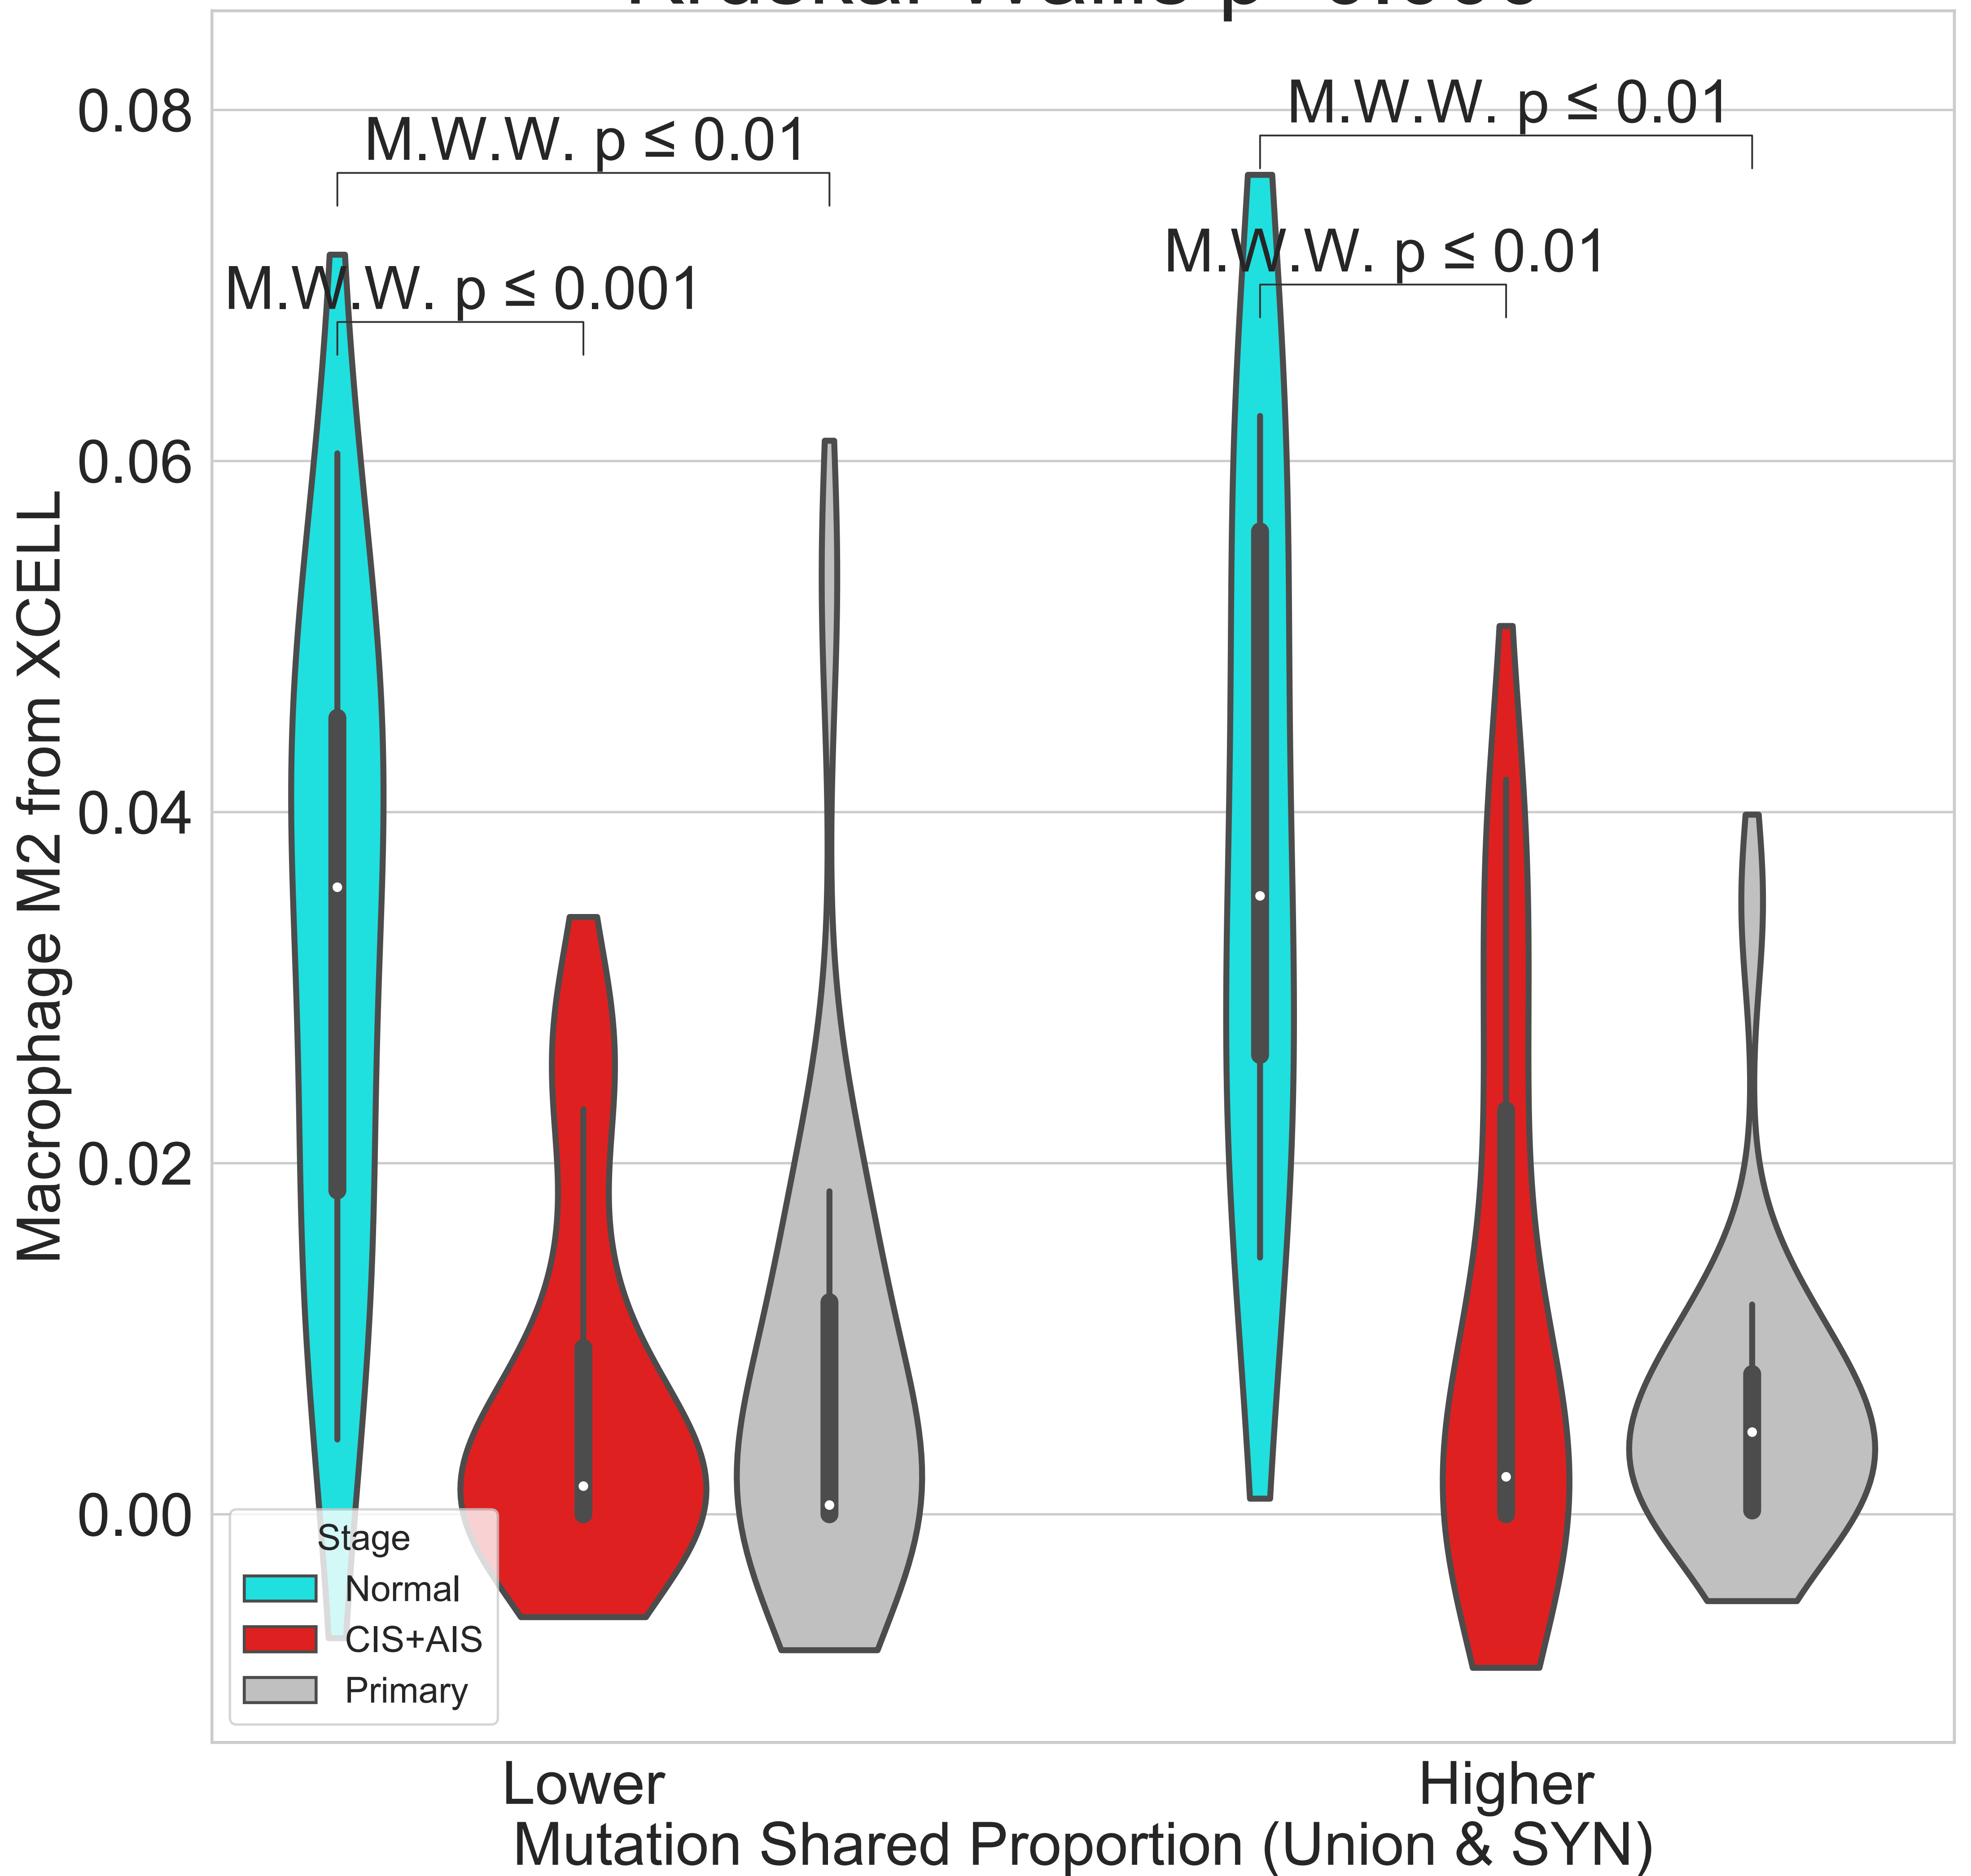 0.08
0.06
0.04
0.02
0.00
Macrophage M2 from XCELL
M.W.W. p ≤ 0.01
M.W.W. p ≤ 0.001
M.W.W. p ≤ 0.01
M.W.W. p ≤ 0.01
Stage
Normal
CIS+AIS
Primary
Lower
Higher
Mutation Shared Proportion (Union & SYN)